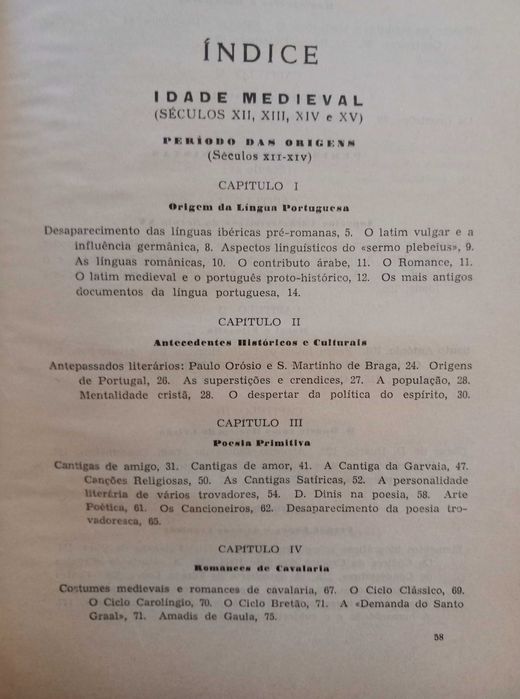 ÍNDICE
IDADE MEDIEVAL
(SÉCULOS XII, XIII, XIV e XV)
PERÍODO DAS ORIGENS
(Séculos XII-XIV)
CAPITULO I
Origem da Língua Portuguesa
Desaparecimento das línguas ibéricas pré-romanas, 5. O latim vulgar e a
influência germânica, 8. Aspectos linguísticos do «sermo plebeius», 9.
As línguas românicas, 10. O contributo árabe, 11. O Romance, 11.
O latim medieval e o português proto-histórico, 12. Os mais antigos
documentos da língua portuguesa, 14.
CAPITULO II
Antecedentes Históricos e Culturais
Antepassados literários: Paulo Orósio e S. Martinho de Braga, 24. Origens
de Portugal, 26. As superstições e crendices, 27. A população, 28.
Mentalidade cristã, 28. O despertar da política do espírito, 30.
CAPITULO III
Poesia Primitiva
Cantigas de amigo, 31. Cantigas de amor, 41. A Cantiga da Garvaia, 47.
Canções Religiosas, 50. As Cantigas Satíricas, 52. A personalidade
literária de vários trovadores, 54. D. Dinis na poesia, 58. Arte
Poética, 61. Os Cancioneiros, 62. Desaparecimento da poesia tro-
vadoresca, 65.
CAPITULO IV
Romances de Cavalaria
Costumes medievais e romances de cavalaria, 67. O Ciclo Clássico, 69.
O Ciclo Carolíngio, 70. O Ciclo Bretão, 71. A «Demanda do Santo
Graal», 71. Amadis de Gaula, 75.
58